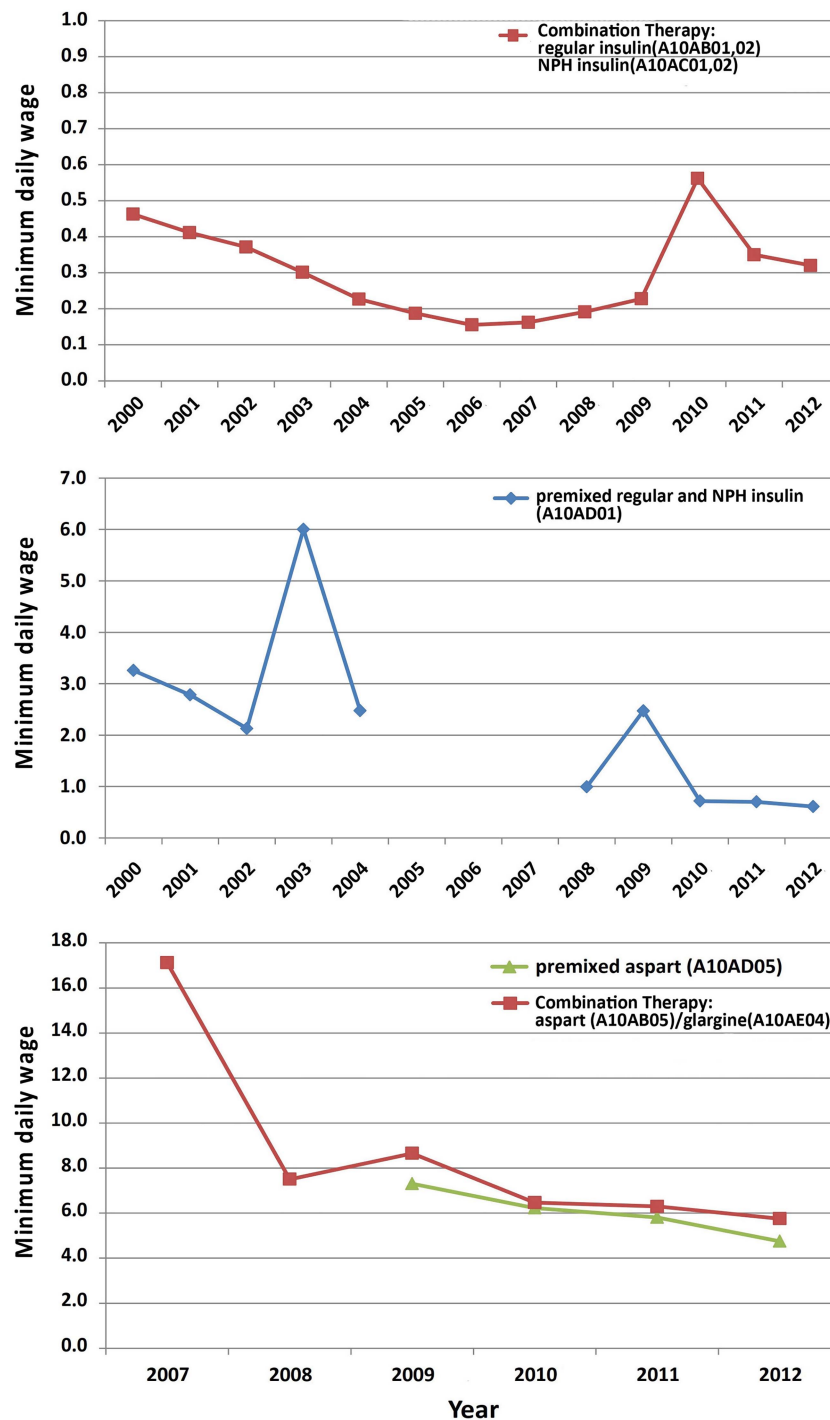 Combination Therapy:
regular insulin(A10AB01,02)
NPH insulin(A10AC01,02)
Minimum daily wage
1.0
0.9
0.8
0.7
0.6
0.5
0.4
0.3
0.2
0.1
0.0
2000 2001 2002 2003 2004 2005 2006 2007 2008 2009 2010 2011 2012
premixed regular and NPH insulin
(A10AD01)
Minimum daily wage
7.0
6.0
5.0
4.0
3.0
2.0
1.0
0.0
2000 2001 2002 2003 2004 2005 2006 2007 2008 2009 2010 2011 2012
premixed aspart (A10AD05)
Combination Therapy:
aspart (A10AB05)/glargine(A10AE04)
Minimum daily wage
18.0
16.0
14.0
12.0
10.0
8.0
6.0
4.0
2.0
0.0
2007 2008 2009 2010 2011 2012
Year